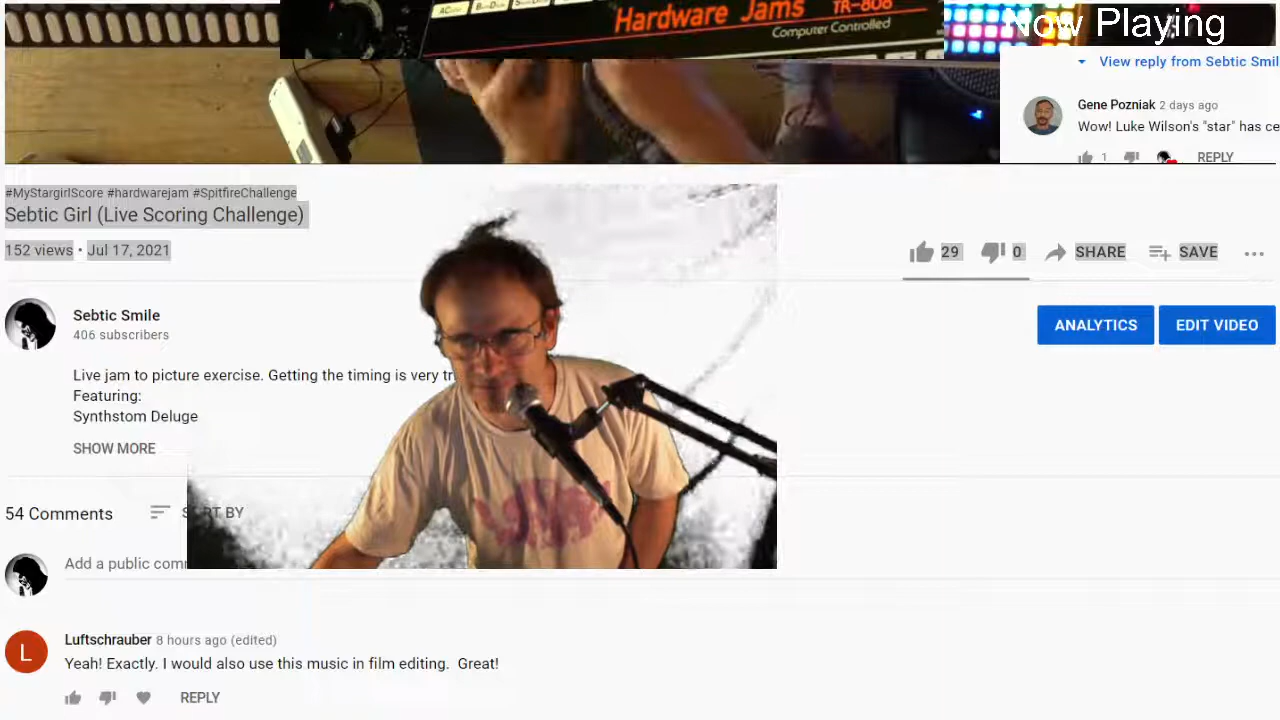 Hardware Jams TR-808
Computer Controlled
Now Playing
View reply from Sebtic Smil
Gene Pozniak 2 days ago
Wow! Luke Wilson's "star" has ce
1 REPLY
#MyStargirlScore #hardwarejam #SpitfireChallenge
Sebtic Girl (Live Scoring Challenge)
152 views • Jul 17, 2021
29 0 SHARE SAVE
Sebtic Smile
406 subscribers
ANALYTICS EDIT VIDEO
Live jam to picture exercise. Getting the timing is very tr
Featuring:
Synthstom Deluge
SHOW MORE
54 Comments SORT BY
Add a public com
L
Luftschrauber 8 hours ago (edited)
Yeah! Exactly. I would also use this music in film editing. Great!
REPLY